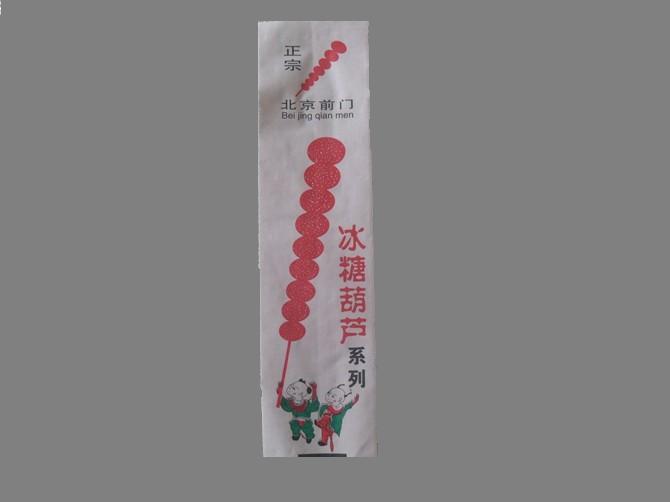 正
宗
北京前门
Bei jing qian men
冰糖葫芦
系列